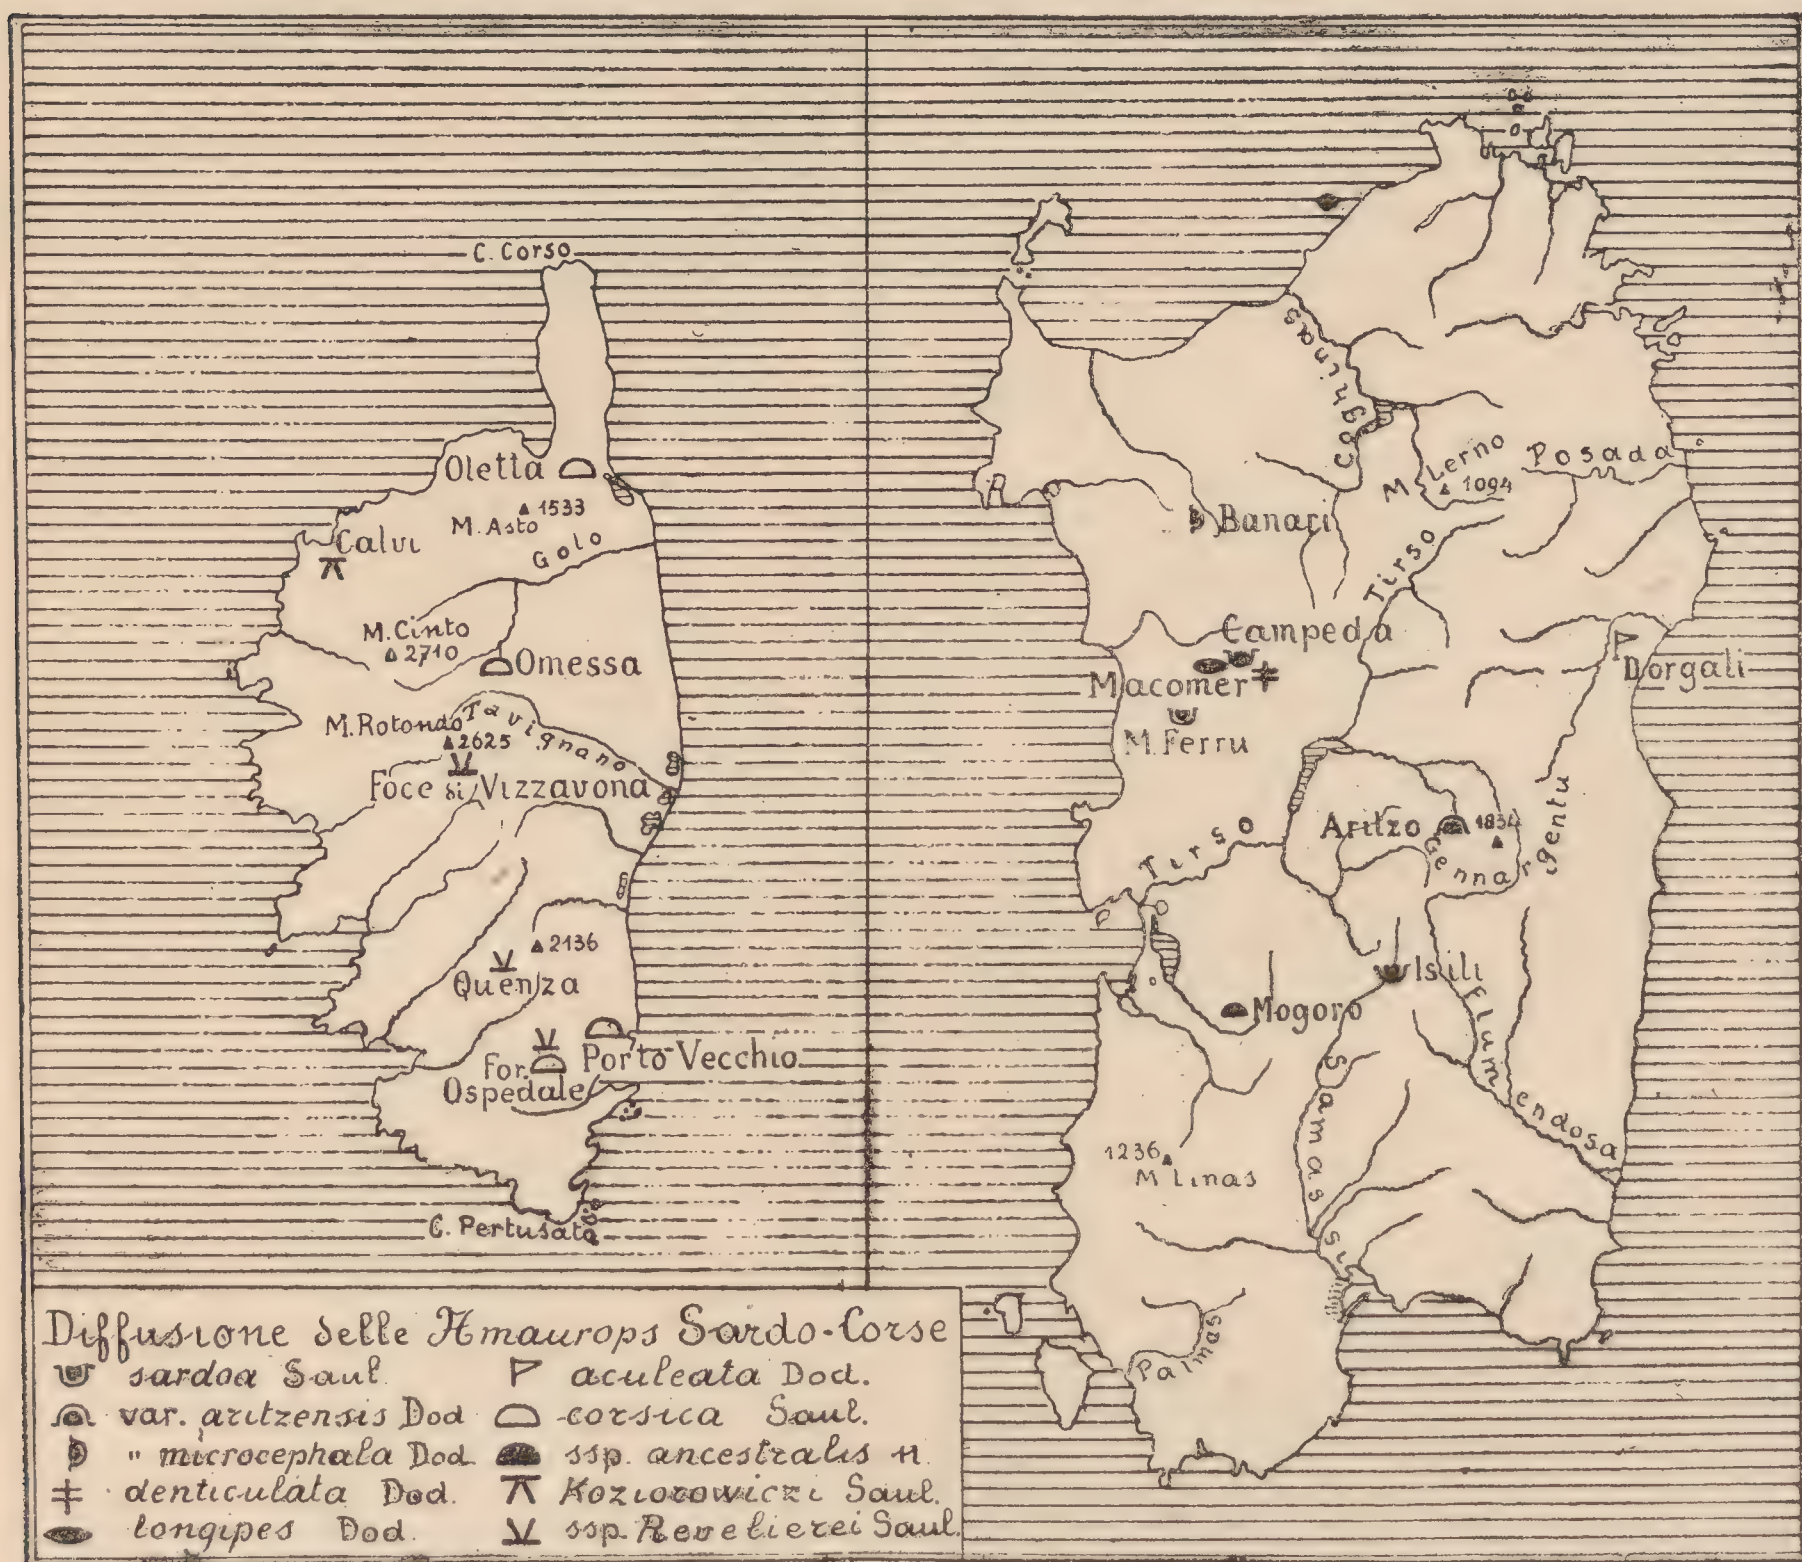 C. Corso
Oletta
▵ 1533
M. Asto
Golo
Calvi
M. Cinto
▵ 2710
Omessa
Tavignano
M. Rotondo
▵ 2625
Foce di Vizzavona
▵ 2136
Quenza
Porto Vecchio
For.
Ospedale
C. Pertusato
Coghinas
M. Lerno
▵ 1094
Posada
Banari
Tirso
Campeda
Macomer
M. Ferru
Dorgali
Aritzo
1834
Gennargentu
Tirso
Isili
Mogoro
Flumendosa
Samassi
1236
M. Linas
Palmas
Diffusione delle Amaurops Sardo-Corse
sardoa Saul.
var. aritzensis Dod
" microcephala Dod.
denticulata Dod.
longipes Dod.
aculeata Dod.
corsica Saul.
ssp. ancestralis n.
Koziorowiczi Saul.
ssp. Revelierei Saul.